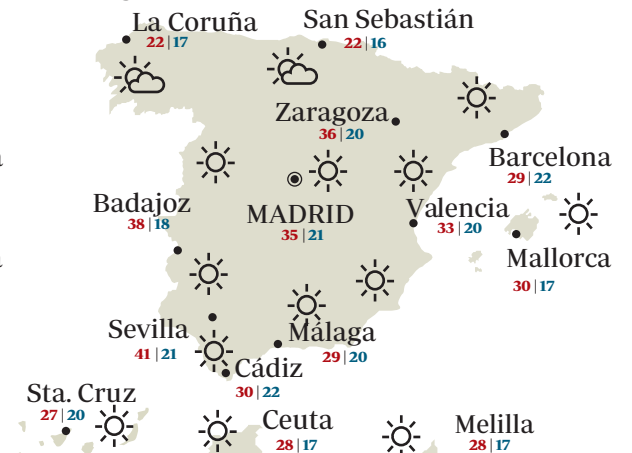 La Coruña
22|17
San Sebastián
22|16
Zaragoza
36|20
Barcelona
29|22
Badajoz
38|18
MADRID
35|21
Valencia
33|20
Mallorca
30|17
Sevilla
41|21
Málaga
29|20
Cádiz
30|22
Sta. Cruz
27|20
Ceuta
28|17
Melilla
28|17